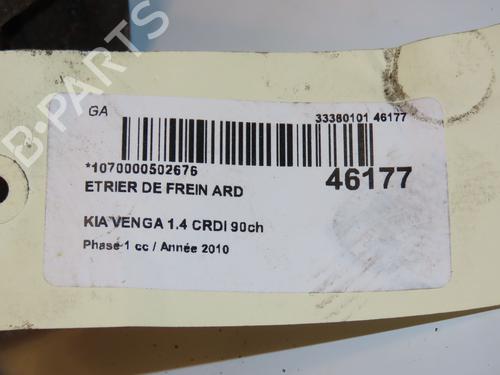 GA
33380101 46177
*1070000502676
46177
ETRIER DE FREIN ARD
KIA VENGA 1.4 CRDI 90ch
Phase 1 cc / Année 2010
B-PARTS